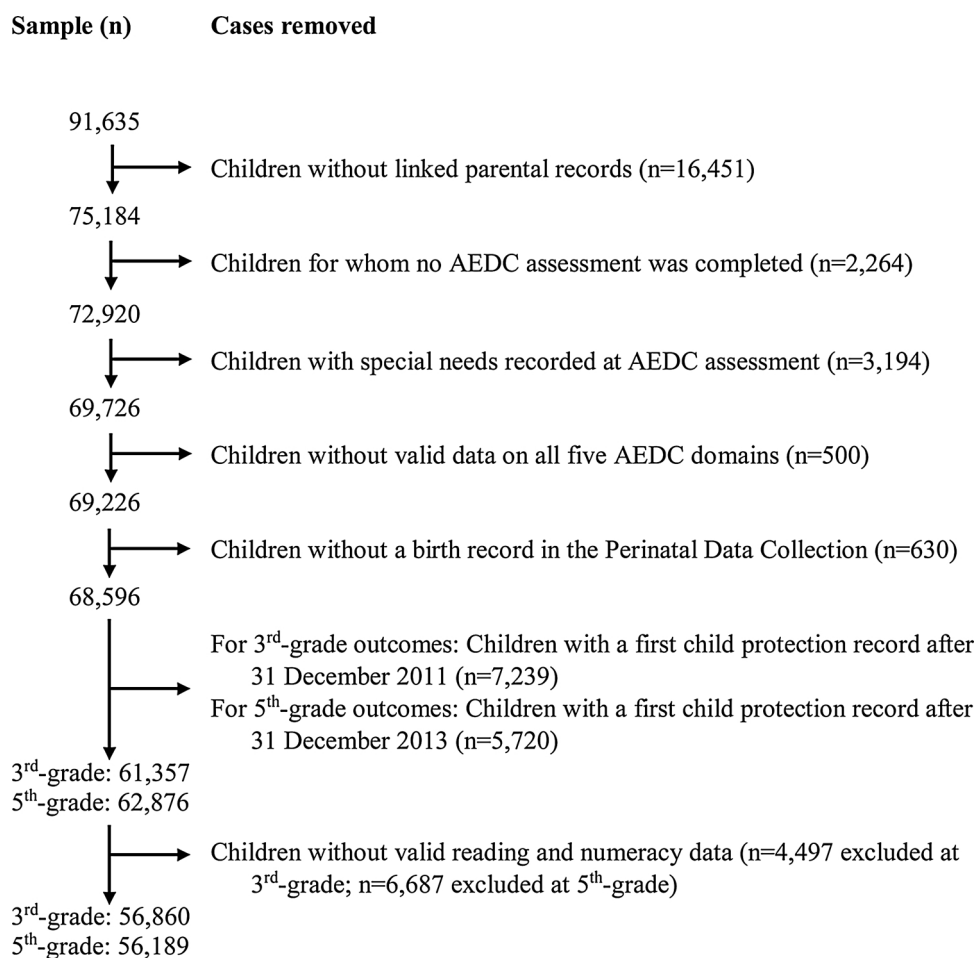 Sample (n) Cases removed
91,635
Children without linked parental records (n=16,451)
75,184
Children for whom no AEDC assessment was completed (n=2,264)
72,920
Children with special needs recorded at AEDC assessment (n=3,194)
69,726
Children without valid data on all five AEDC domains (n=500)
69,226
Children without a birth record in the Perinatal Data Collection (n=630)
68,596
For 3rd-grade outcomes: Children with a first child protection record after
31 December 2011 (n=7,239)
For 5th-grade outcomes: Children with a first child protection record after
31 December 2013 (n=5,720)
3rd-grade: 61,357
5th-grade: 62,876
Children without valid reading and numeracy data (n=4,497 excluded at
3rd-grade; n=6,687 excluded at 5th-grade)
3rd-grade: 56,860
5th-grade: 56,189